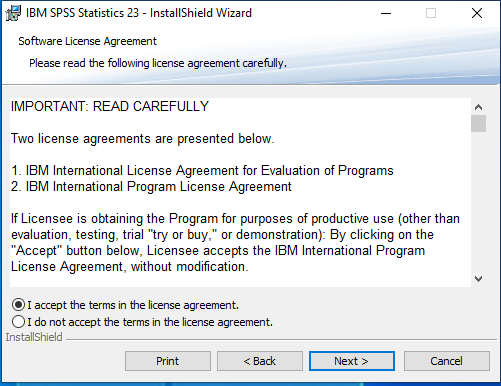 IBM SPSS Statistics 23 - InstallShield Wizard
Software License Agreement
Please read the following license agreement carefully.
IMPORTANT: READ CAREFULLY
Two license agreements are presented below.
1. IBM International License Agreement for Evaluation of Programs
2. IBM International Program License Agreement
If Licensee is obtaining the Program for purposes of productive use (other than
evaluation, testing, trial "try or buy," or demonstration): By clicking on the
"Accept" button below, Licensee accepts the IBM International Program
License Agreement, without modification.
I accept the terms in the license agreement.
I do not accept the terms in the license agreement.
InstallShield
Print
< Back
Next >
Cancel